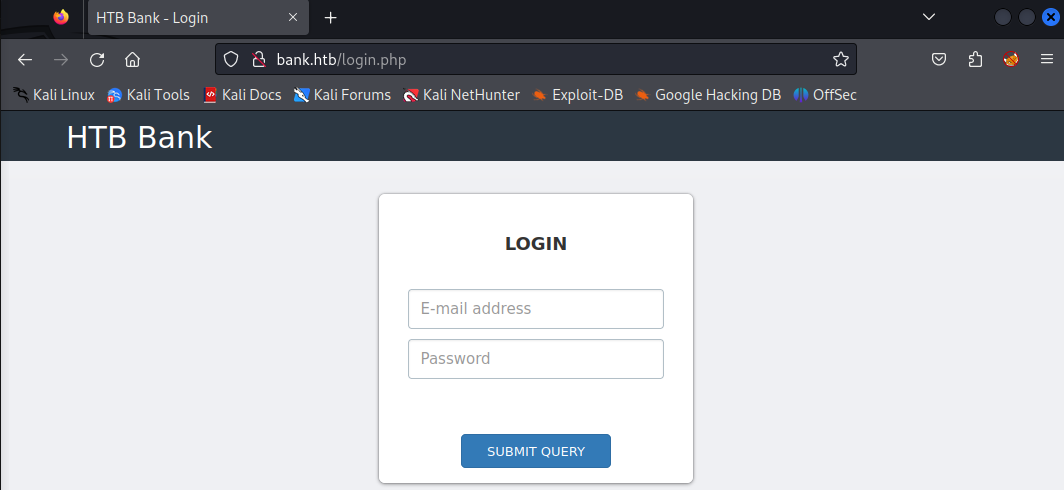 HTB Bank - Login
bank.htb/login.php
Kali Linux Kali Tools Kali Docs Kali Forums Kali NetHunter Exploit-DB Google Hacking DB OffSec
HTB Bank
LOGIN
E-mail address
Password
SUBMIT QUERY